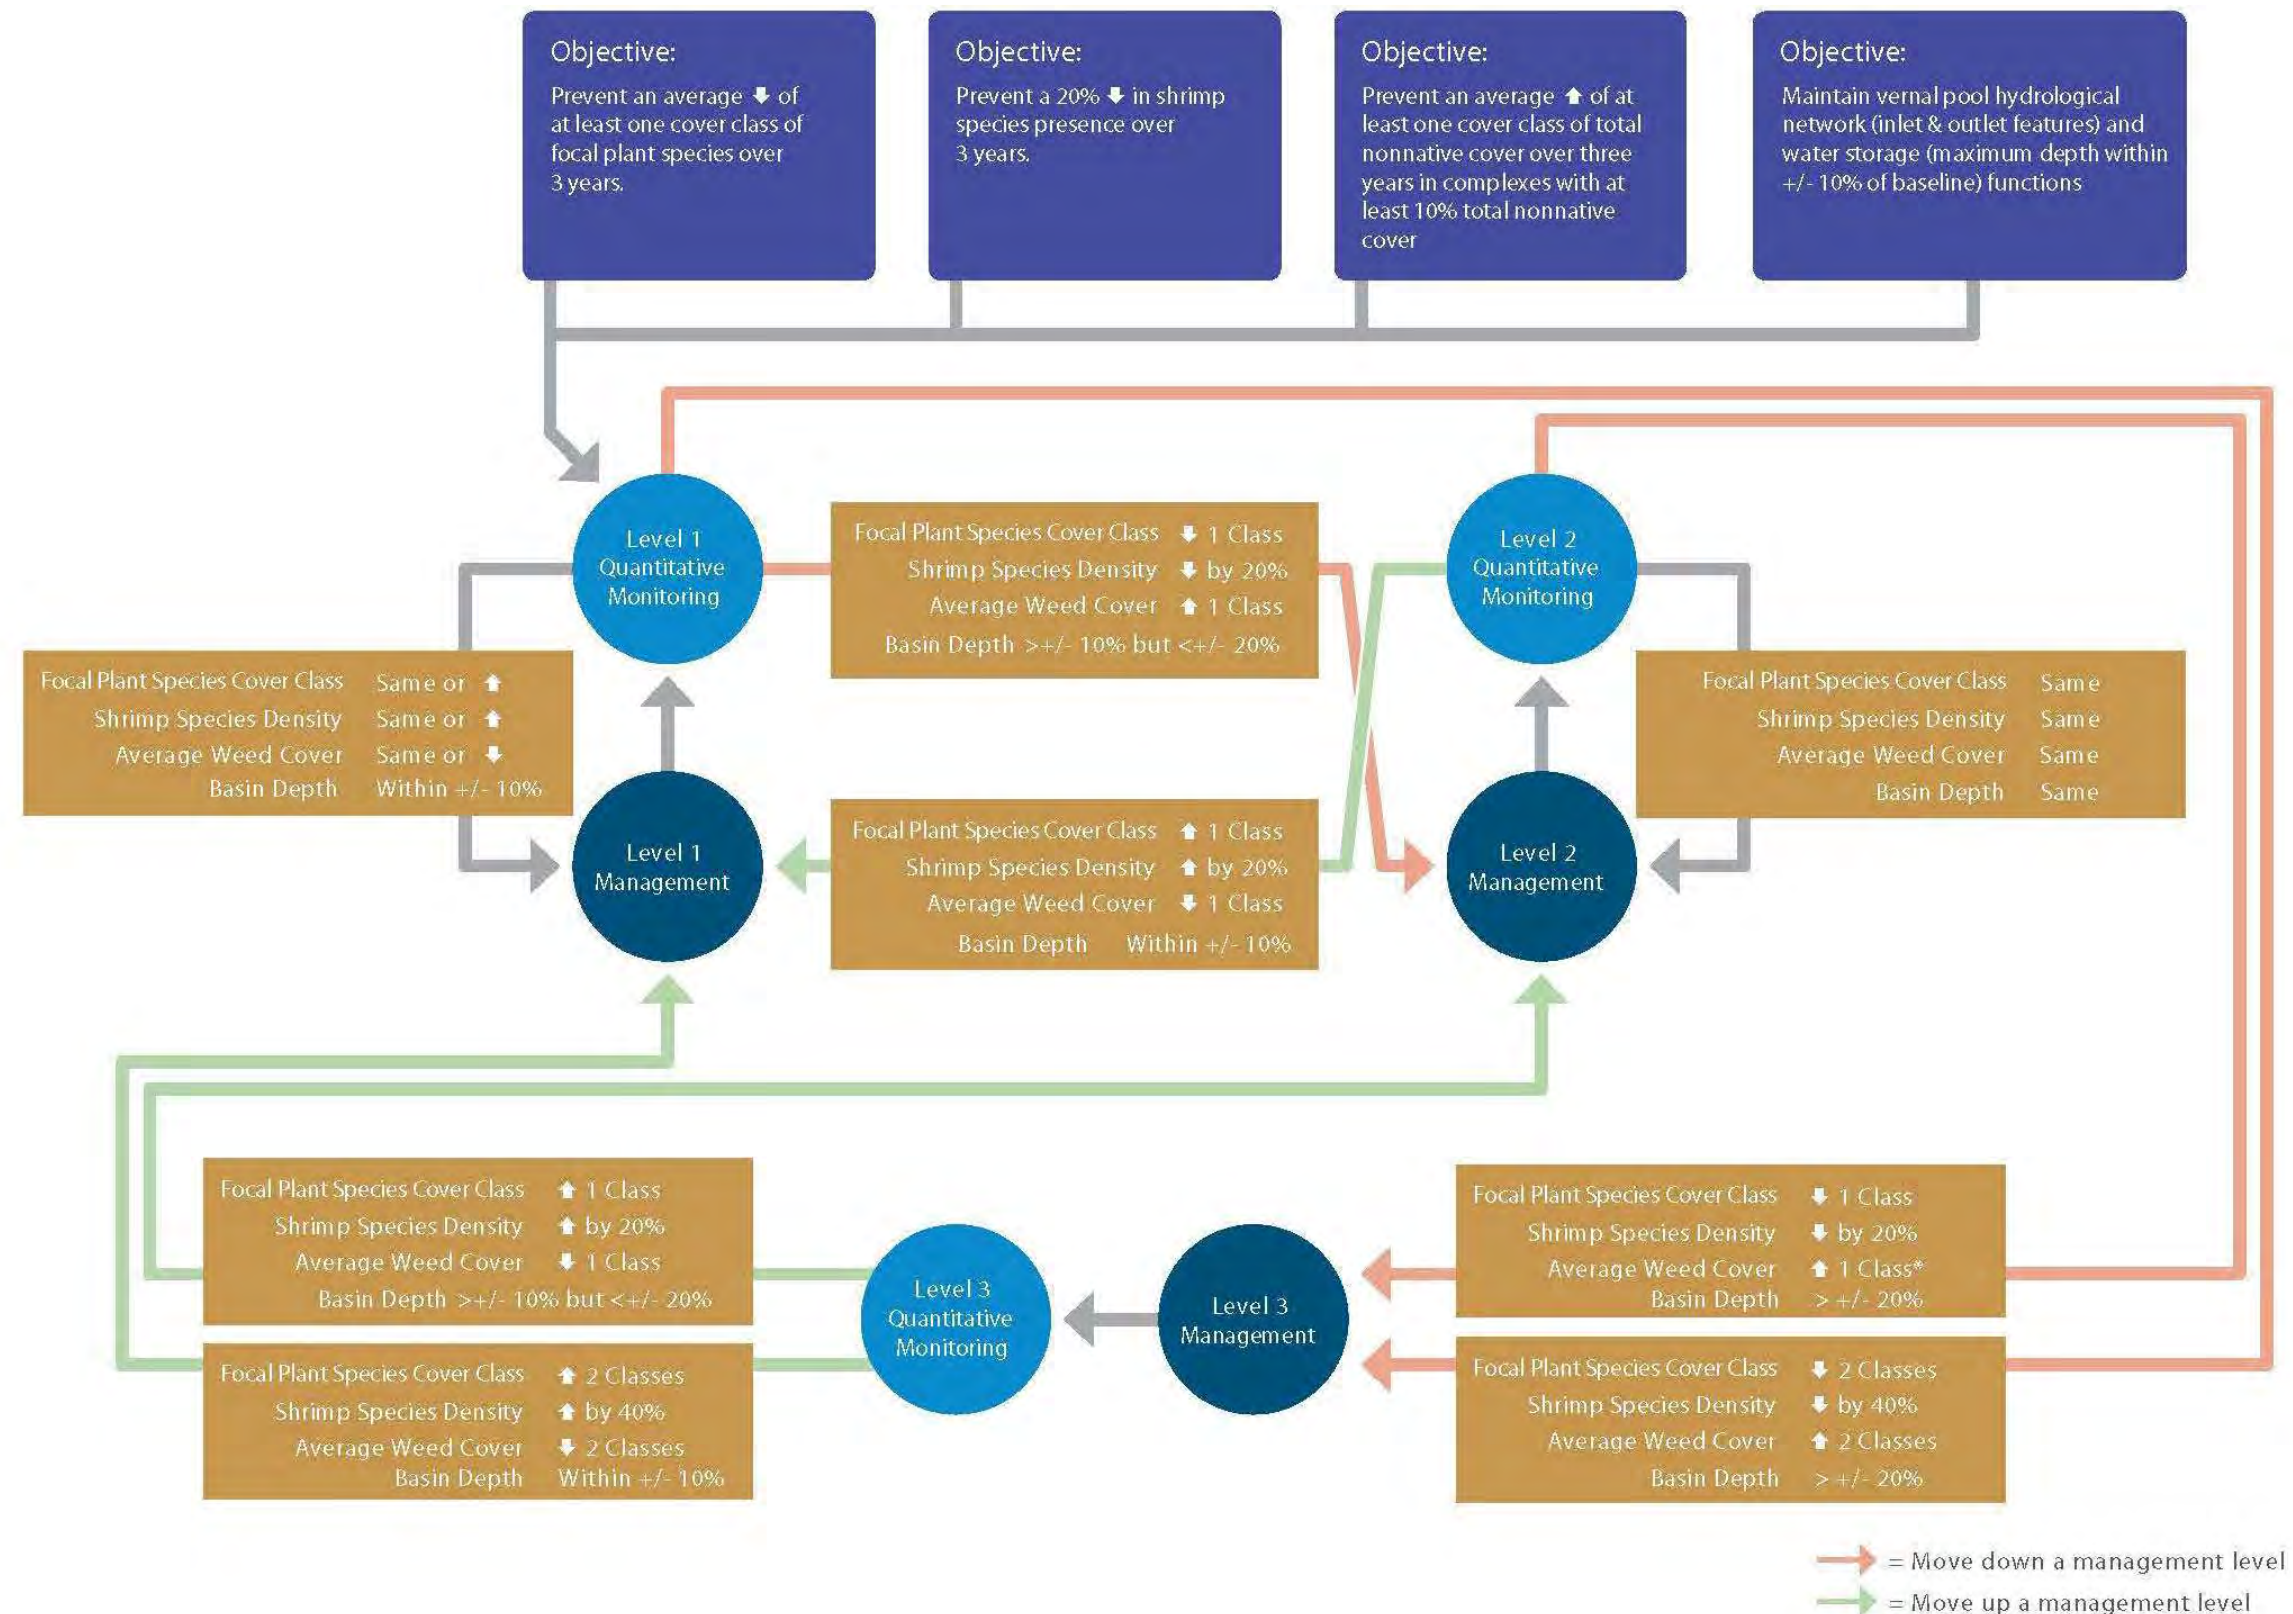 Objective:
Prevent an average ⬇ of
at least one cover class of
focal plant species over
3 years.
Objective:
Prevent a 20% ⬇ in shrimp
species presence over
3 years.
Objective:
Prevent an average ⬆ of at
least one cover class of total
nonnative cover over three
years in complexes with at
least 10% total nonnative
cover
Objective:
Maintain vernal pool hydrological
network (inlet & outlet features) and
water storage (maximum depth within
+/- 10% of baseline) functions
Level 1
Quantitative
Monitoring
Focal Plant Species Cover Class ⬇ 1 Class
Shrimp Species Density ⬇ by 20%
Average Weed Cover ⬆ 1 Class
Basin Depth >+/- 10% but <+/- 20%
Level 2
Quantitative
Monitoring
Focal Plant Species Cover Class Same or ⬆
Shrimp Species Density Same or ⬆
Average Weed Cover Same or ⬇
Basin Depth Within +/- 10%
Focal Plant Species Cover Class Same
Shrimp Species Density Same
Average Weed Cover Same
Basin Depth Same
Level 1
Management
Focal Plant Species Cover Class ⬆ 1 Class
Shrimp Species Density ⬆ by 20%
Average Weed Cover ⬇ 1 Class
Basin Depth Within +/- 10%
Level 2
Management
Focal Plant Species Cover Class ⬆ 1 Class
Shrimp Species Density ⬆ by 20%
Average Weed Cover ⬇ 1 Class
Basin Depth >+/- 10% but <+/- 20%
Focal Plant Species Cover Class ⬆ 2 Classes
Shrimp Species Density ⬆ by 40%
Average Weed Cover ⬇ 2 Classes
Basin Depth Within +/- 10%
Level 3
Quantitative
Monitoring
Level 3
Management
Focal Plant Species Cover Class ⬇ 1 Class
Shrimp Species Density ⬇ by 20%
Average Weed Cover ⬆ 1 Class*
Basin Depth > +/- 20%
Focal Plant Species Cover Class ⬇ 2 Classes
Shrimp Species Density ⬇ by 40%
Average Weed Cover ⬆ 2 Classes
Basin Depth > +/- 20%
= Move down a management level
= Move up a management level